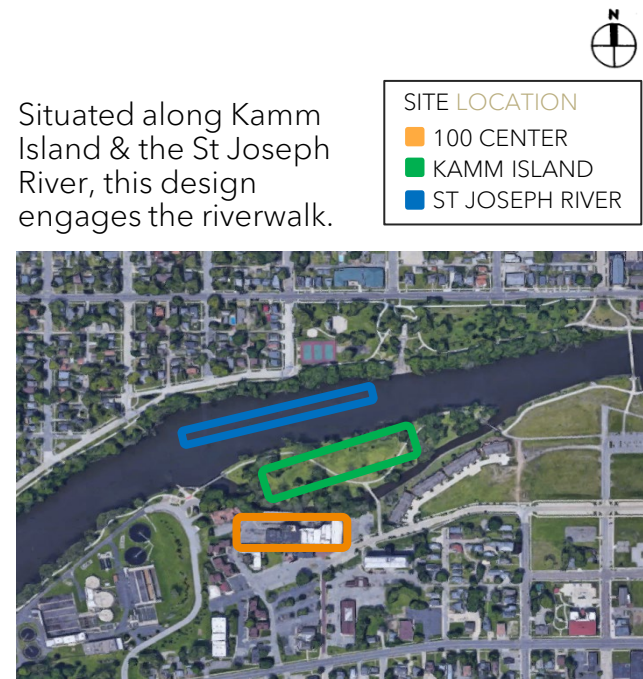 N
Situated along Kamm
Island & the St Joseph
River, this design
engages the riverwalk.
SITE LOCATION
100 CENTER
KAMM ISLAND
ST JOSEPH RIVER